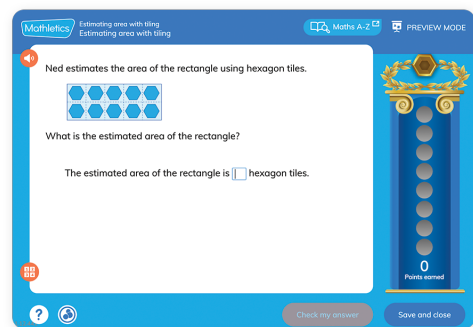 Mathletics
Estimating area with tiling
Estimating area with tiling
Maths A-Z
PREVIEW MODE
Ned estimates the area of the rectangle using hexagon tiles.
What is the estimated area of the rectangle?
The estimated area of the rectangle is hexagon tiles.
0
Points earned
?
Check my answer
Save and close